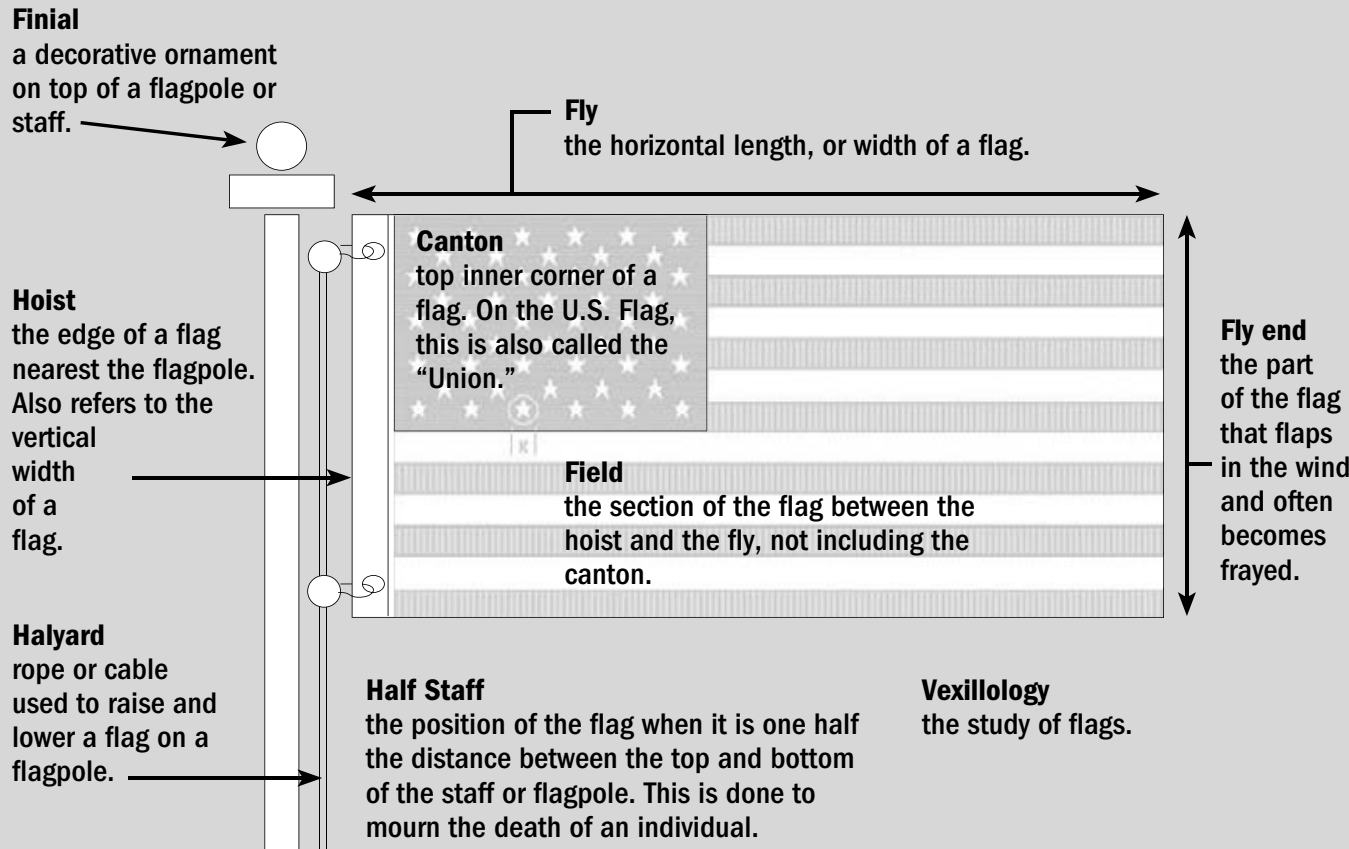 Finial
a decorative ornament
on top of a flagpole or
staff.
Fly
the horizontal length, or width of a flag.
Canton
top inner corner of a
flag. On the U.S. Flag,
this is also called the
“Union.”
Hoist
the edge of a flag
nearest the flagpole.
Also refers to the
vertical
width
of a
flag.
Fly end
the part
of the flag
that flaps
in the wind
and often
becomes
frayed.
K
Field
the section of the flag between the
hoist and the fly, not including the
canton.
Halyard
rope or cable
used to raise and
lower a flag on a
flagpole.
Half Staff
the position of the flag when it is one half
the distance between the top and bottom
of the staff or flagpole. This is done to
mourn the death of an individual.
Vexillology
the study of flags.